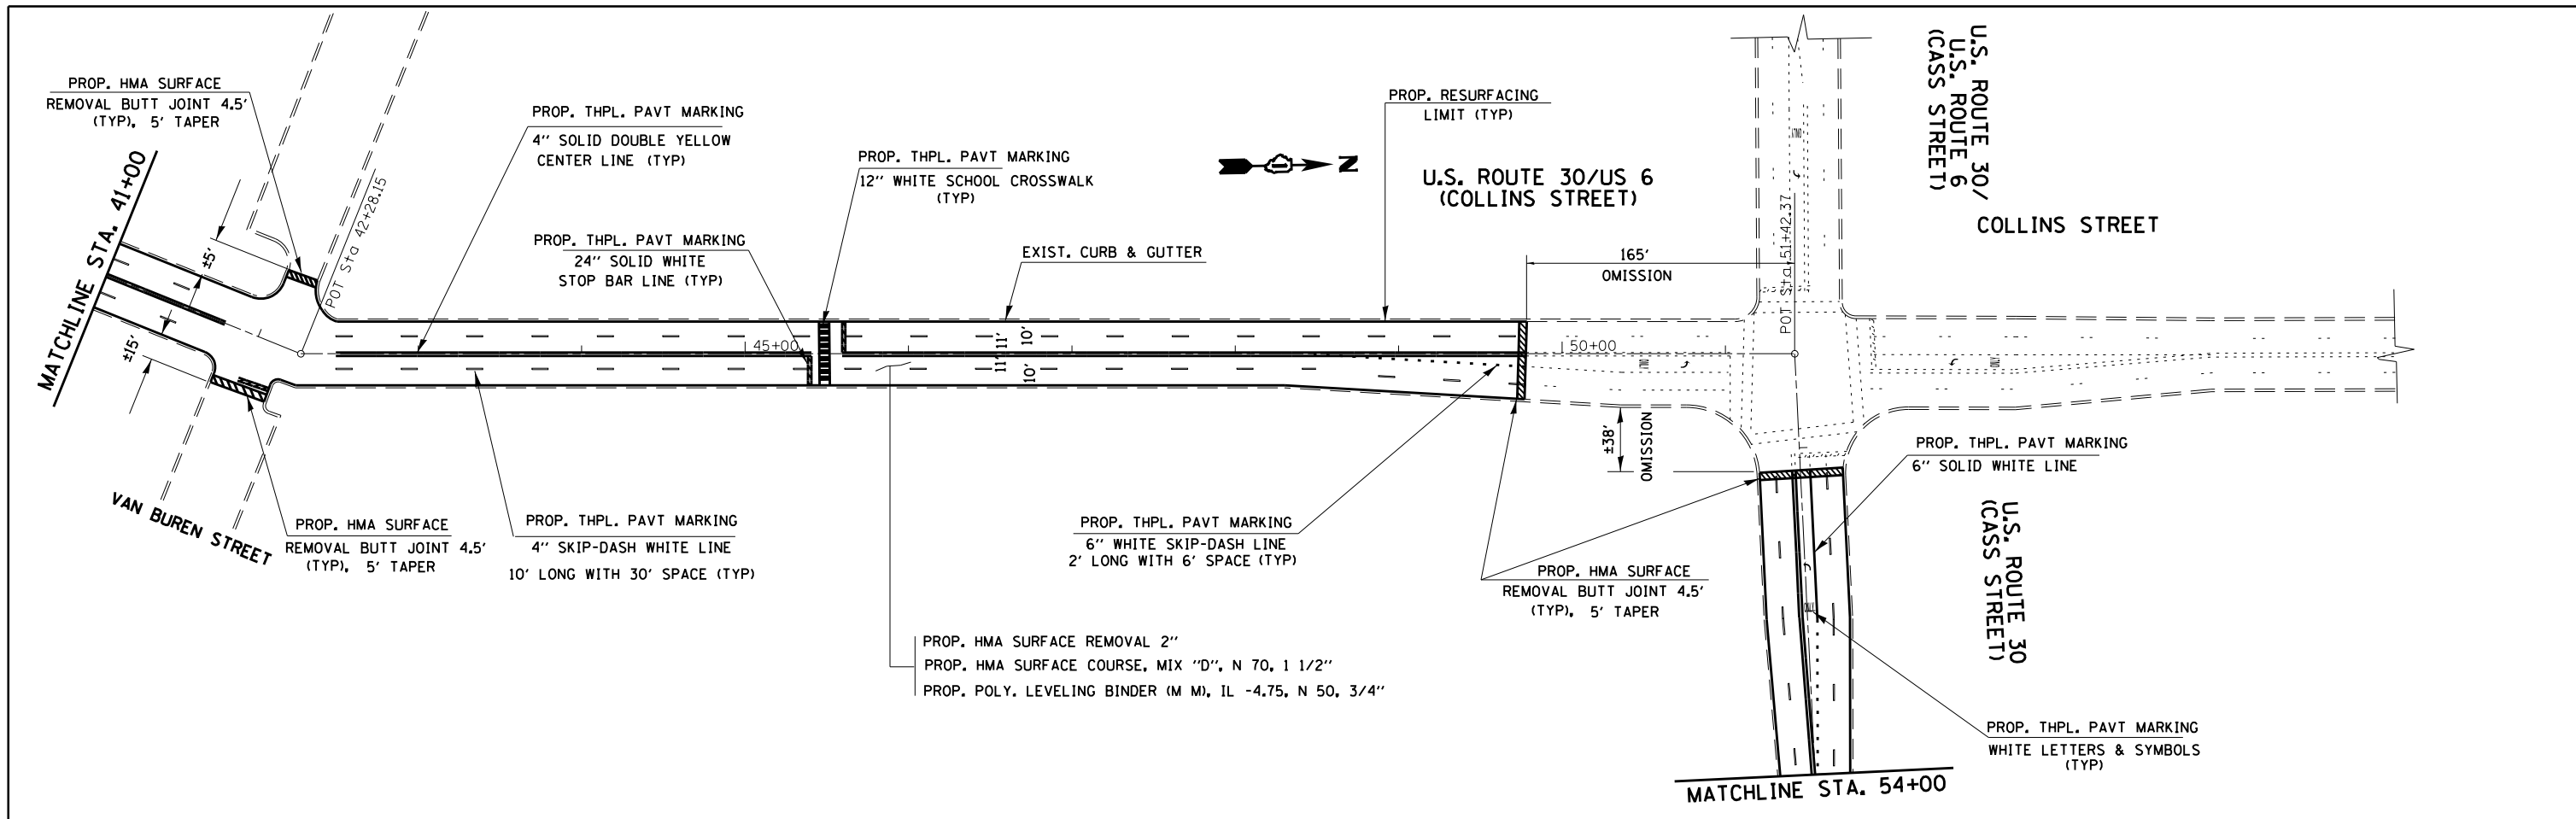 PROP. HMA SURFACE
REMOVAL BUTT JOINT 4.5'
(TYP), 5' TAPER
MATCHLINE STA. 41+00
±5'
±15'
POT Sta 42+28.15
VAN BUREN STREET
PROP. HMA SURFACE
REMOVAL BUTT JOINT 4.5'
(TYP), 5' TAPER
PROP. THPL. PAVT MARKING
4" SOLID DOUBLE YELLOW
CENTER LINE (TYP)
PROP. THPL. PAVT MARKING
24" SOLID WHITE
STOP BAR LINE (TYP)
PROP. THPL. PAVT MARKING
4" SKIP-DASH WHITE LINE
10' LONG WITH 30' SPACE (TYP)
PROP. THPL. PAVT MARKING
12" WHITE SCHOOL CROSSWALK
(TYP)
45+00
EXIST. CURB & GUTTER
10'
11'
11'
10'
N
PROP. RESURFACING
LIMIT (TYP)
U.S. ROUTE 30/US 6
(COLLINS STREET)
165'
OMISSION
50+00
POT Sta 51+42.37
PROP. THPL. PAVT MARKING
6" WHITE SKIP-DASH LINE
2' LONG WITH 6' SPACE (TYP)
PROP. HMA SURFACE REMOVAL 2"
PROP. HMA SURFACE COURSE, MIX "D", N 70, 1 1/2"
PROP. POLY. LEVELING BINDER (M M), IL -4.75, N 50, 3/4"
±38'
OMISSION
PROP. HMA SURFACE
REMOVAL BUTT JOINT 4.5'
(TYP), 5' TAPER
U.S. ROUTE 30/
U.S. ROUTE 6
(CASS STREET)
COLLINS STREET
PROP. THPL. PAVT MARKING
6" SOLID WHITE LINE
U.S. ROUTE 30
(CASS STREET)
PROP. THPL. PAVT MARKING
WHITE LETTERS & SYMBOLS
(TYP)
MATCHLINE STA. 54+00